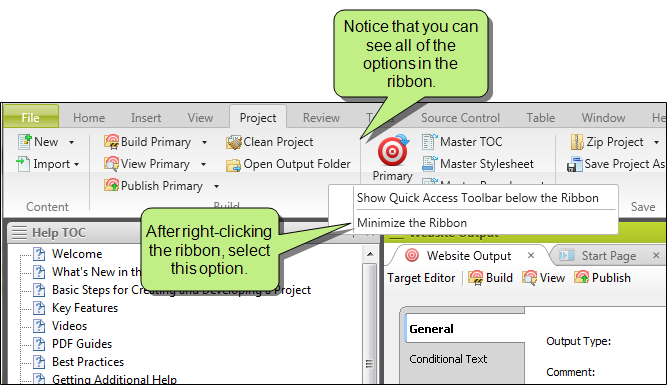 Notice that you can
see all of the
options in the
ribbon.
File Home Insert View Project Review Source Control Table Window
New Build Primary Clean Project Master TOC Zip Project
Import View Primary Open Output Folder Primary Master Stylesheet Save Project As
Publish Primary
Content Build Save
Show Quick Access Toolbar below the Ribbon
Minimize the Ribbon
After right-clicking
the ribbon, select
this option.
Help TOC Website Output
Welcome
What's New in
Basic Steps for Creating and Developing a Project
Key Features
Videos
PDF Guides
Best Practices
Getting Additional Help
Website Output × Start Page ×
Target Editor Build View Publish
General
Conditional Text
Output Type:
Comment: